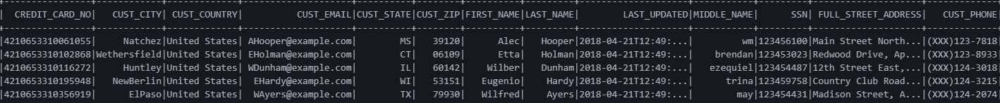 |  CREDIT_CARD_NO|    CUST_CITY| CUST_COUNTRY|          CUST_EMAIL|CUST_STATE|CUST_ZIP|FIRST_NAME|LAST_NAME|        LAST_UPDATED|MIDDLE_NAME|      SSN| FULL_STREET_ADDRESS|   CUST_PHONE|
|4210653310061055|      Natchez|United States| AHooper@example.com|        MS|   39120|      Alec|   Hooper|2018-04-21T12:49:...|         wm|123456100|Main Street North...|(XXX)123-7818|
|4210653310102868|Wethersfield|United States| EHolman@example.com|        CT|   06109|      Etta|   Holman|2018-04-21T12:49:...|    brendan|123453023|Redwood Drive, Ap...|(XXX)123-8933|
|4210653310116272|      Huntley|United States| WDunham@example.com|        IL|   60142|    Wilber|   Dunham|2018-04-21T12:49:...|   ezequiel|123454487|12th Street East,...|(XXX)124-3018|
|4210653310195948|    NewBerlin|United States|  EHardy@example.com|        WI|   53151|   Eugenio|    Hardy|2018-04-21T12:49:...|      trina|123459758|Country Club Road...|(XXX)124-3215|
|4210653310356919|       ElPaso|United States|  WAyers@example.com|        TX|   79930|   Wilfred|    Ayers|2018-04-21T12:49:...|        may|123454431|Madison Street, A...|(XXX)124-2074|